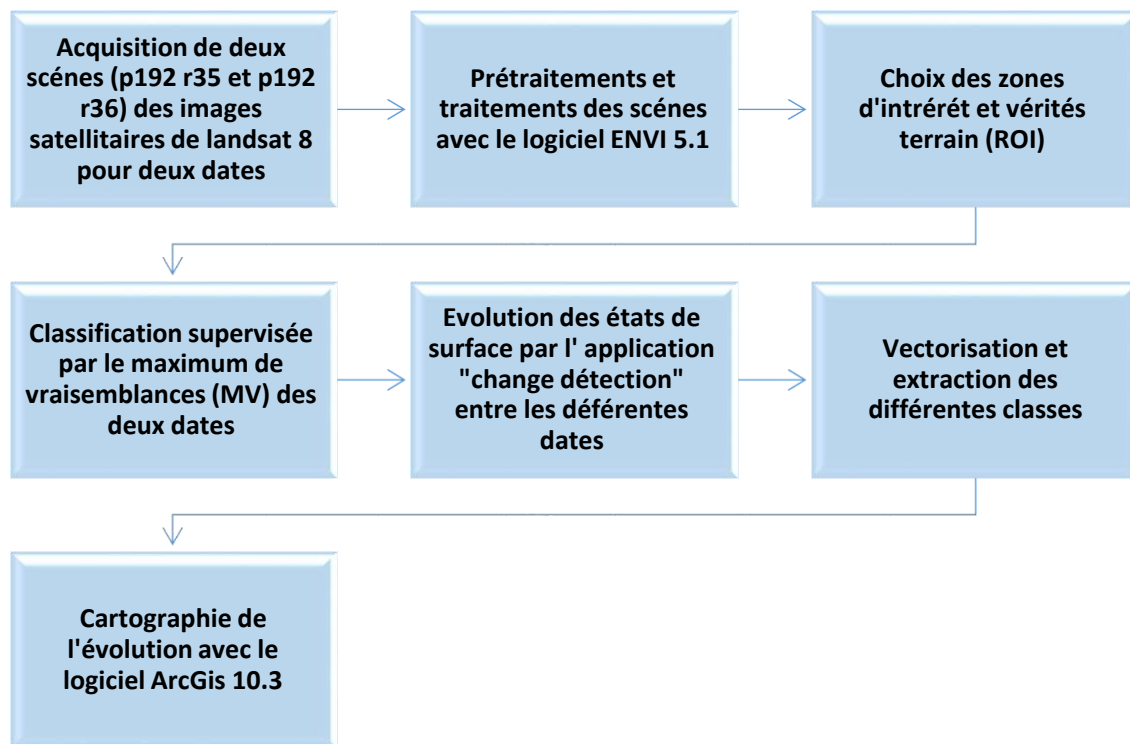 Acquisition de deux
scénes (p192 r35 et p192
r36) des images
satellitaires de landsat 8
pour deux dates
Prétraitements et
traitements des scénes
avec le logiciel ENVI 5.1
Choix des zones
d'intrérét et vérités
terrain (ROI)
Classification supervisée
par le maximum de
vraisemblances (MV) des
deux dates
Evolution des états de
surface par l' application
"change détection"
entre les déférentes
dates
Vectorisation et
extraction des
différentes classes
Cartographie de
l'évolution avec le
logiciel ArcGis 10.3